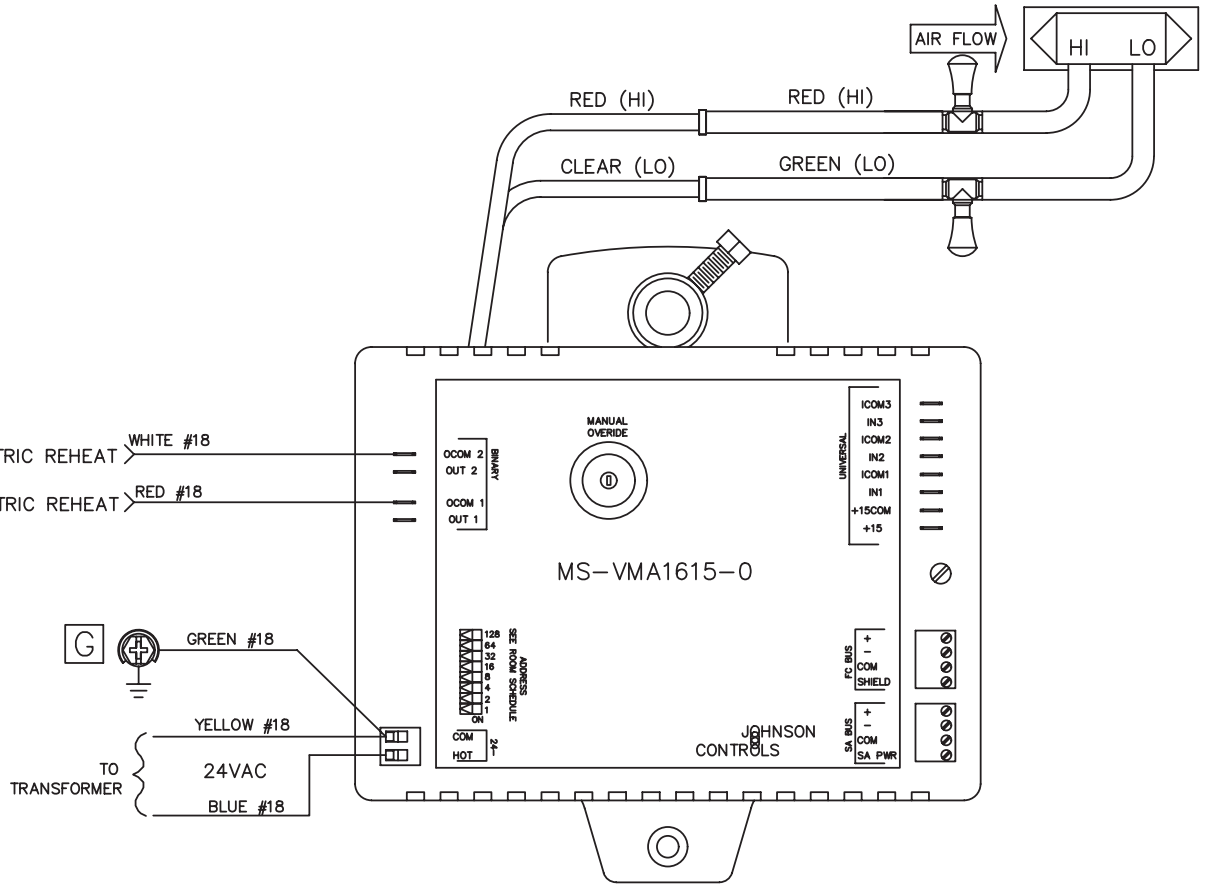 AIR FLOW
HI LO
RED (HI) RED (HI)
CLEAR (LO) GREEN (LO)
MANUAL
OVERIDE
TRIC REHEAT WHITE #18
TRIC REHEAT RED #18
OCOM 2
OUT 2
OCOM 1
OUT 1
BINARY
UNIVERSAL
ICOM3
IN3
ICOM2
IN2
ICOM1
IN1
+15COM
+15
MS-VMA1615-0
G
GREEN #18
YELLOW #18
TO
TRANSFORMER
24VAC
BLUE #18
128
64
32
16
8
4
2
1
ON
ADDRESS
SEE ROOM SCHEDULE
COM
HOT
24~
JOHNSON
CONTROLS
FC BUS
+
-
COM
SHIELD
SA BUS
+
-
COM
SA PWR